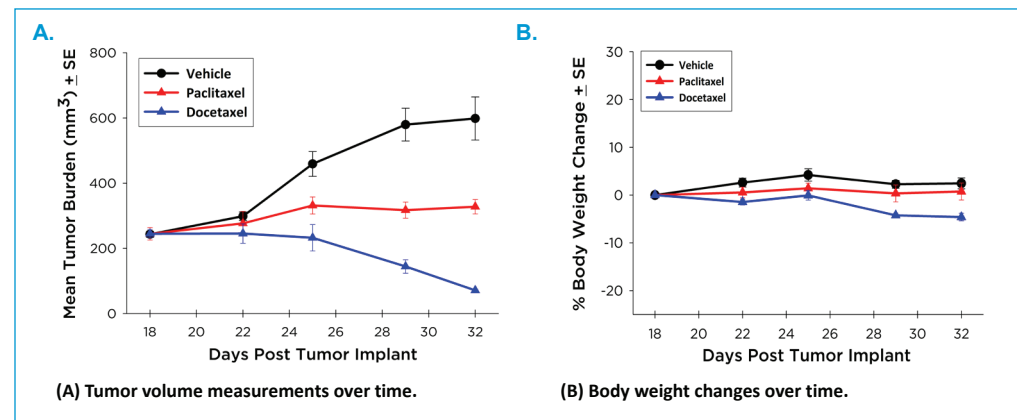 A.
Mean Tumor Burden (mm³) ± SE
800
600
400
200
0
Vehicle
Paclitaxel
Docetaxel
18 20 22 24 26 28 30 32
Days Post Tumor Implant
(A) Tumor volume measurements over time.
B.
% Body Weight Change ± SE
30
20
10
0
-10
-20
Vehicle
Paclitaxel
Docetaxel
18 20 22 24 26 28 30 32
Days Post Tumor Implant
(B) Body weight changes over time.